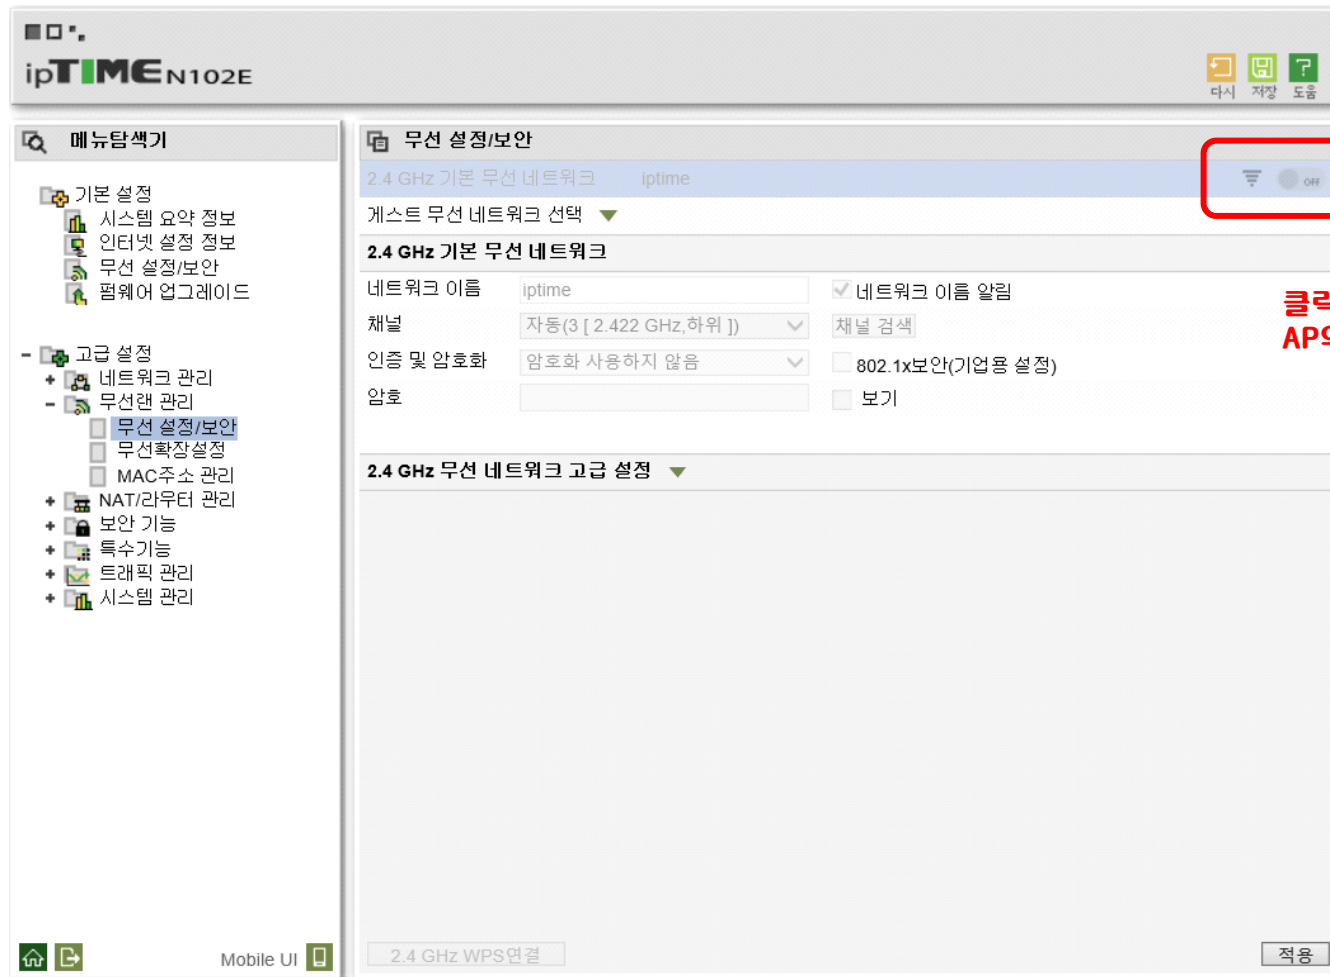 ipTIME N102E
다시 저장 도움
메뉴탐색기
기본 설정
시스템 요약 정보
인터넷 설정 정보
무선 설정/보안
펌웨어 업그레이드
고급 설정
네트워크 관리
무선랜 관리
무선 설정/보안
무선확장설정
MAC주소 관리
NAT/라우터 관리
보안 기능
특수기능
트래픽 관리
시스템 관리
Mobile UI
무선 설정/보안
2.4 GHz 기본 무선 네트워크 iptime OFF
게스트 무선 네트워크 선택
2.4 GHz 기본 무선 네트워크
네트워크 이름 iptime 네트워크 이름 알림
채널 자동(3 [ 2.422 GHz,하위 ]) 채널 검색
인증 및 암호화 암호화 사용하지 않음 802.1x보안(기업용 설정)
암호 보기
2.4 GHz 무선 네트워크 고급 설정
AP의
2.4 GHz WPS연결 적용